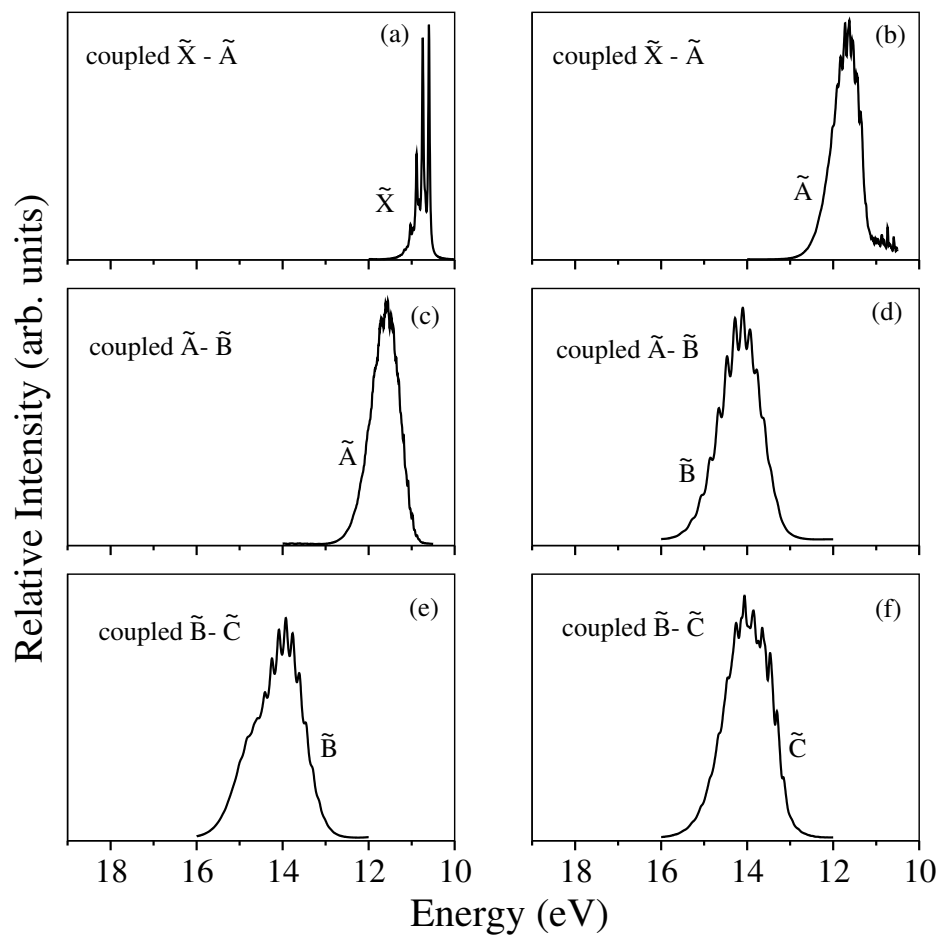 (a)
coupled X̃ - Ã
X̃
(b)
coupled X̃ - Ã
Ã
(c)
coupled Ã- B̃
Ã
(d)
coupled Ã- B̃
B̃
(e)
coupled B̃- C̃
B̃
(f)
coupled B̃- C̃
C̃
Relative Intensity (arb. units)
18 16 14 12 10
18 16 14 12 10
Energy (eV)